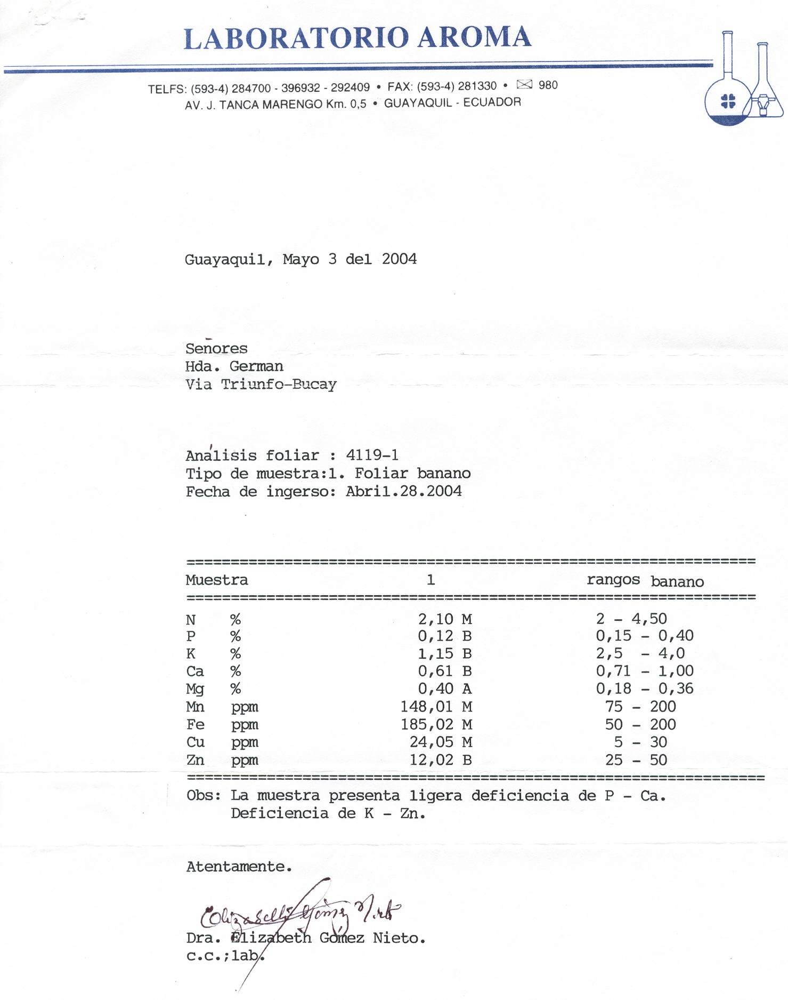 LABORATORIO AROMA
TELFS: (593-4) 284700 - 396932 - 292409 • FAX: (593-4) 281330 • ✉ 980
AV. J. TANCA MARENGO Km. 0,5 • GUAYAQUIL - ECUADOR
Guayaquil, Mayo 3 del 2004
Señores
Hda. German
Via Triunfo-Bucay
Análisis foliar : 4119-1
Tipo de muestra:1. Foliar banano
Fecha de ingerso: Abril.28.2004
Muestra 1 rangos banano
N % 2,10 M 2 - 4,50
P % 0,12 B 0,15 - 0,40
K % 1,15 B 2,5 - 4,0
Ca % 0,61 B 0,71 - 1,00
Mg % 0,40 A 0,18 - 0,36
Mn ppm 148,01 M 75 - 200
Fe ppm 185,02 M 50 - 200
Cu ppm 24,05 M 5 - 30
Zn ppm 12,02 B 25 - 50
Obs: La muestra presenta ligera deficiencia de P - Ca.
Deficiencia de K - Zn.
Atentamente.
Elizabeth Gómez Nieto
Dra. Elizabeth Gómez Nieto.
c.c.;lab.